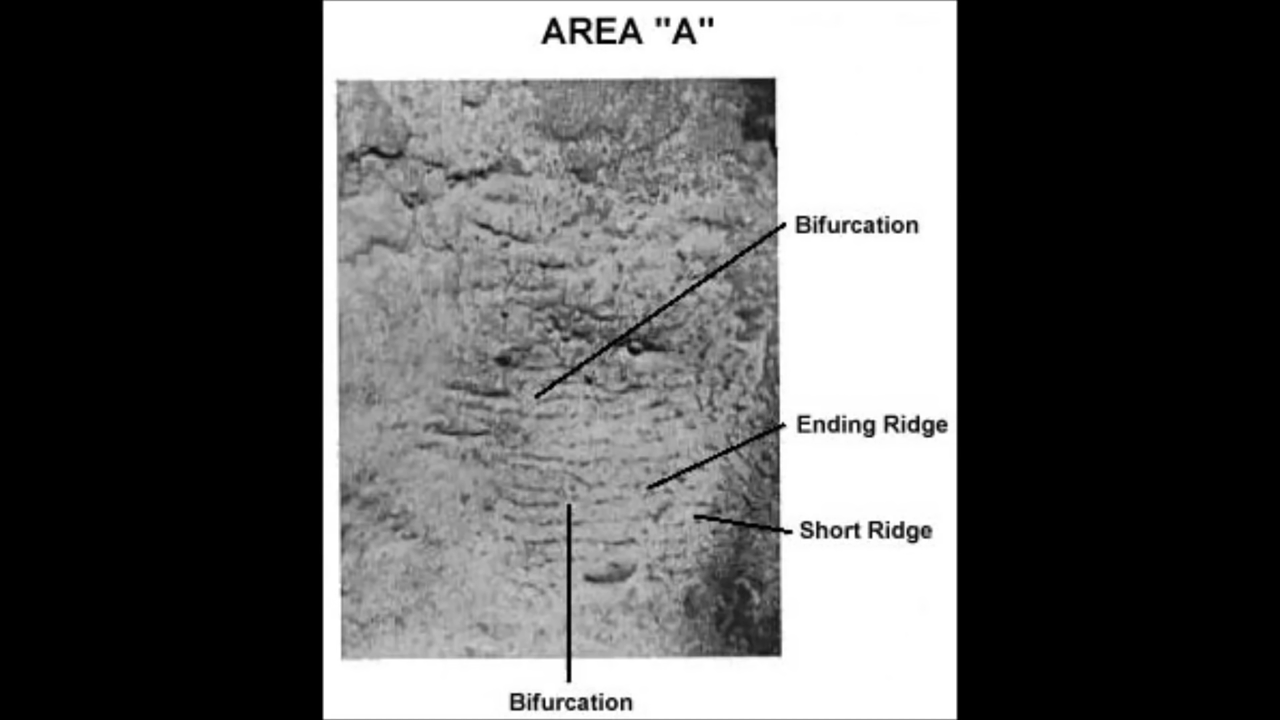 AREA "A"
Bifurcation
Ending Ridge
Short Ridge
Bifurcation